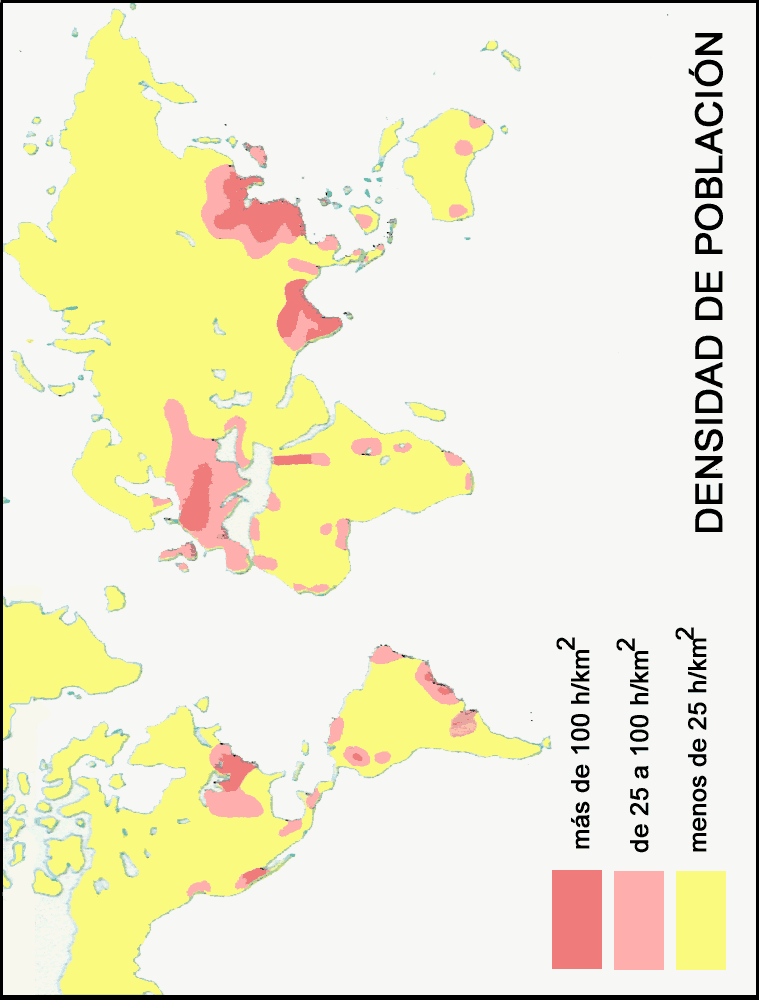 más de 100 h/km²
de 25 a 100 h/km²
menos de 25 h/km²
DENSIDAD DE POBLACIÓN